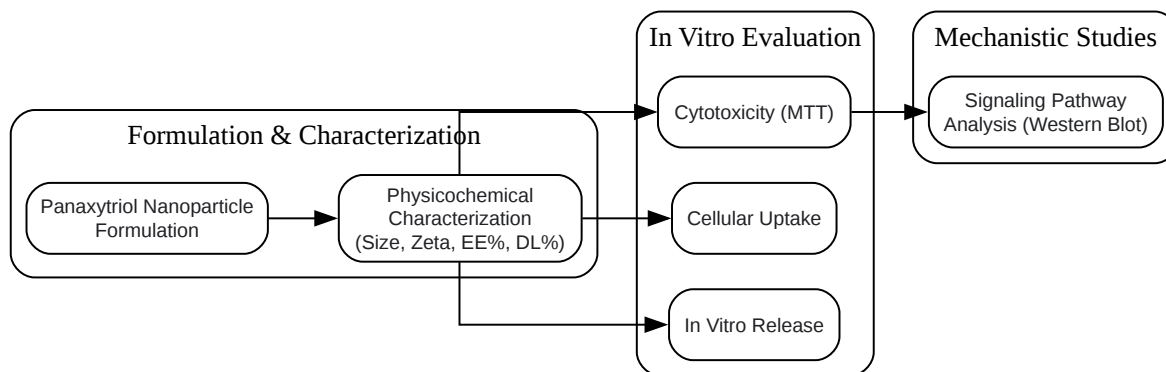 Formulation & Characterization
Panaxytriol Nanoparticle
Formulation
Physicochemical
Characterization
(Size, Zeta, EE%, DL%)
In Vitro Evaluation
Cytotoxicity (MTT)
Cellular Uptake
In Vitro Release
Mechanistic Studies
Signaling Pathway
Analysis (Western Blot)